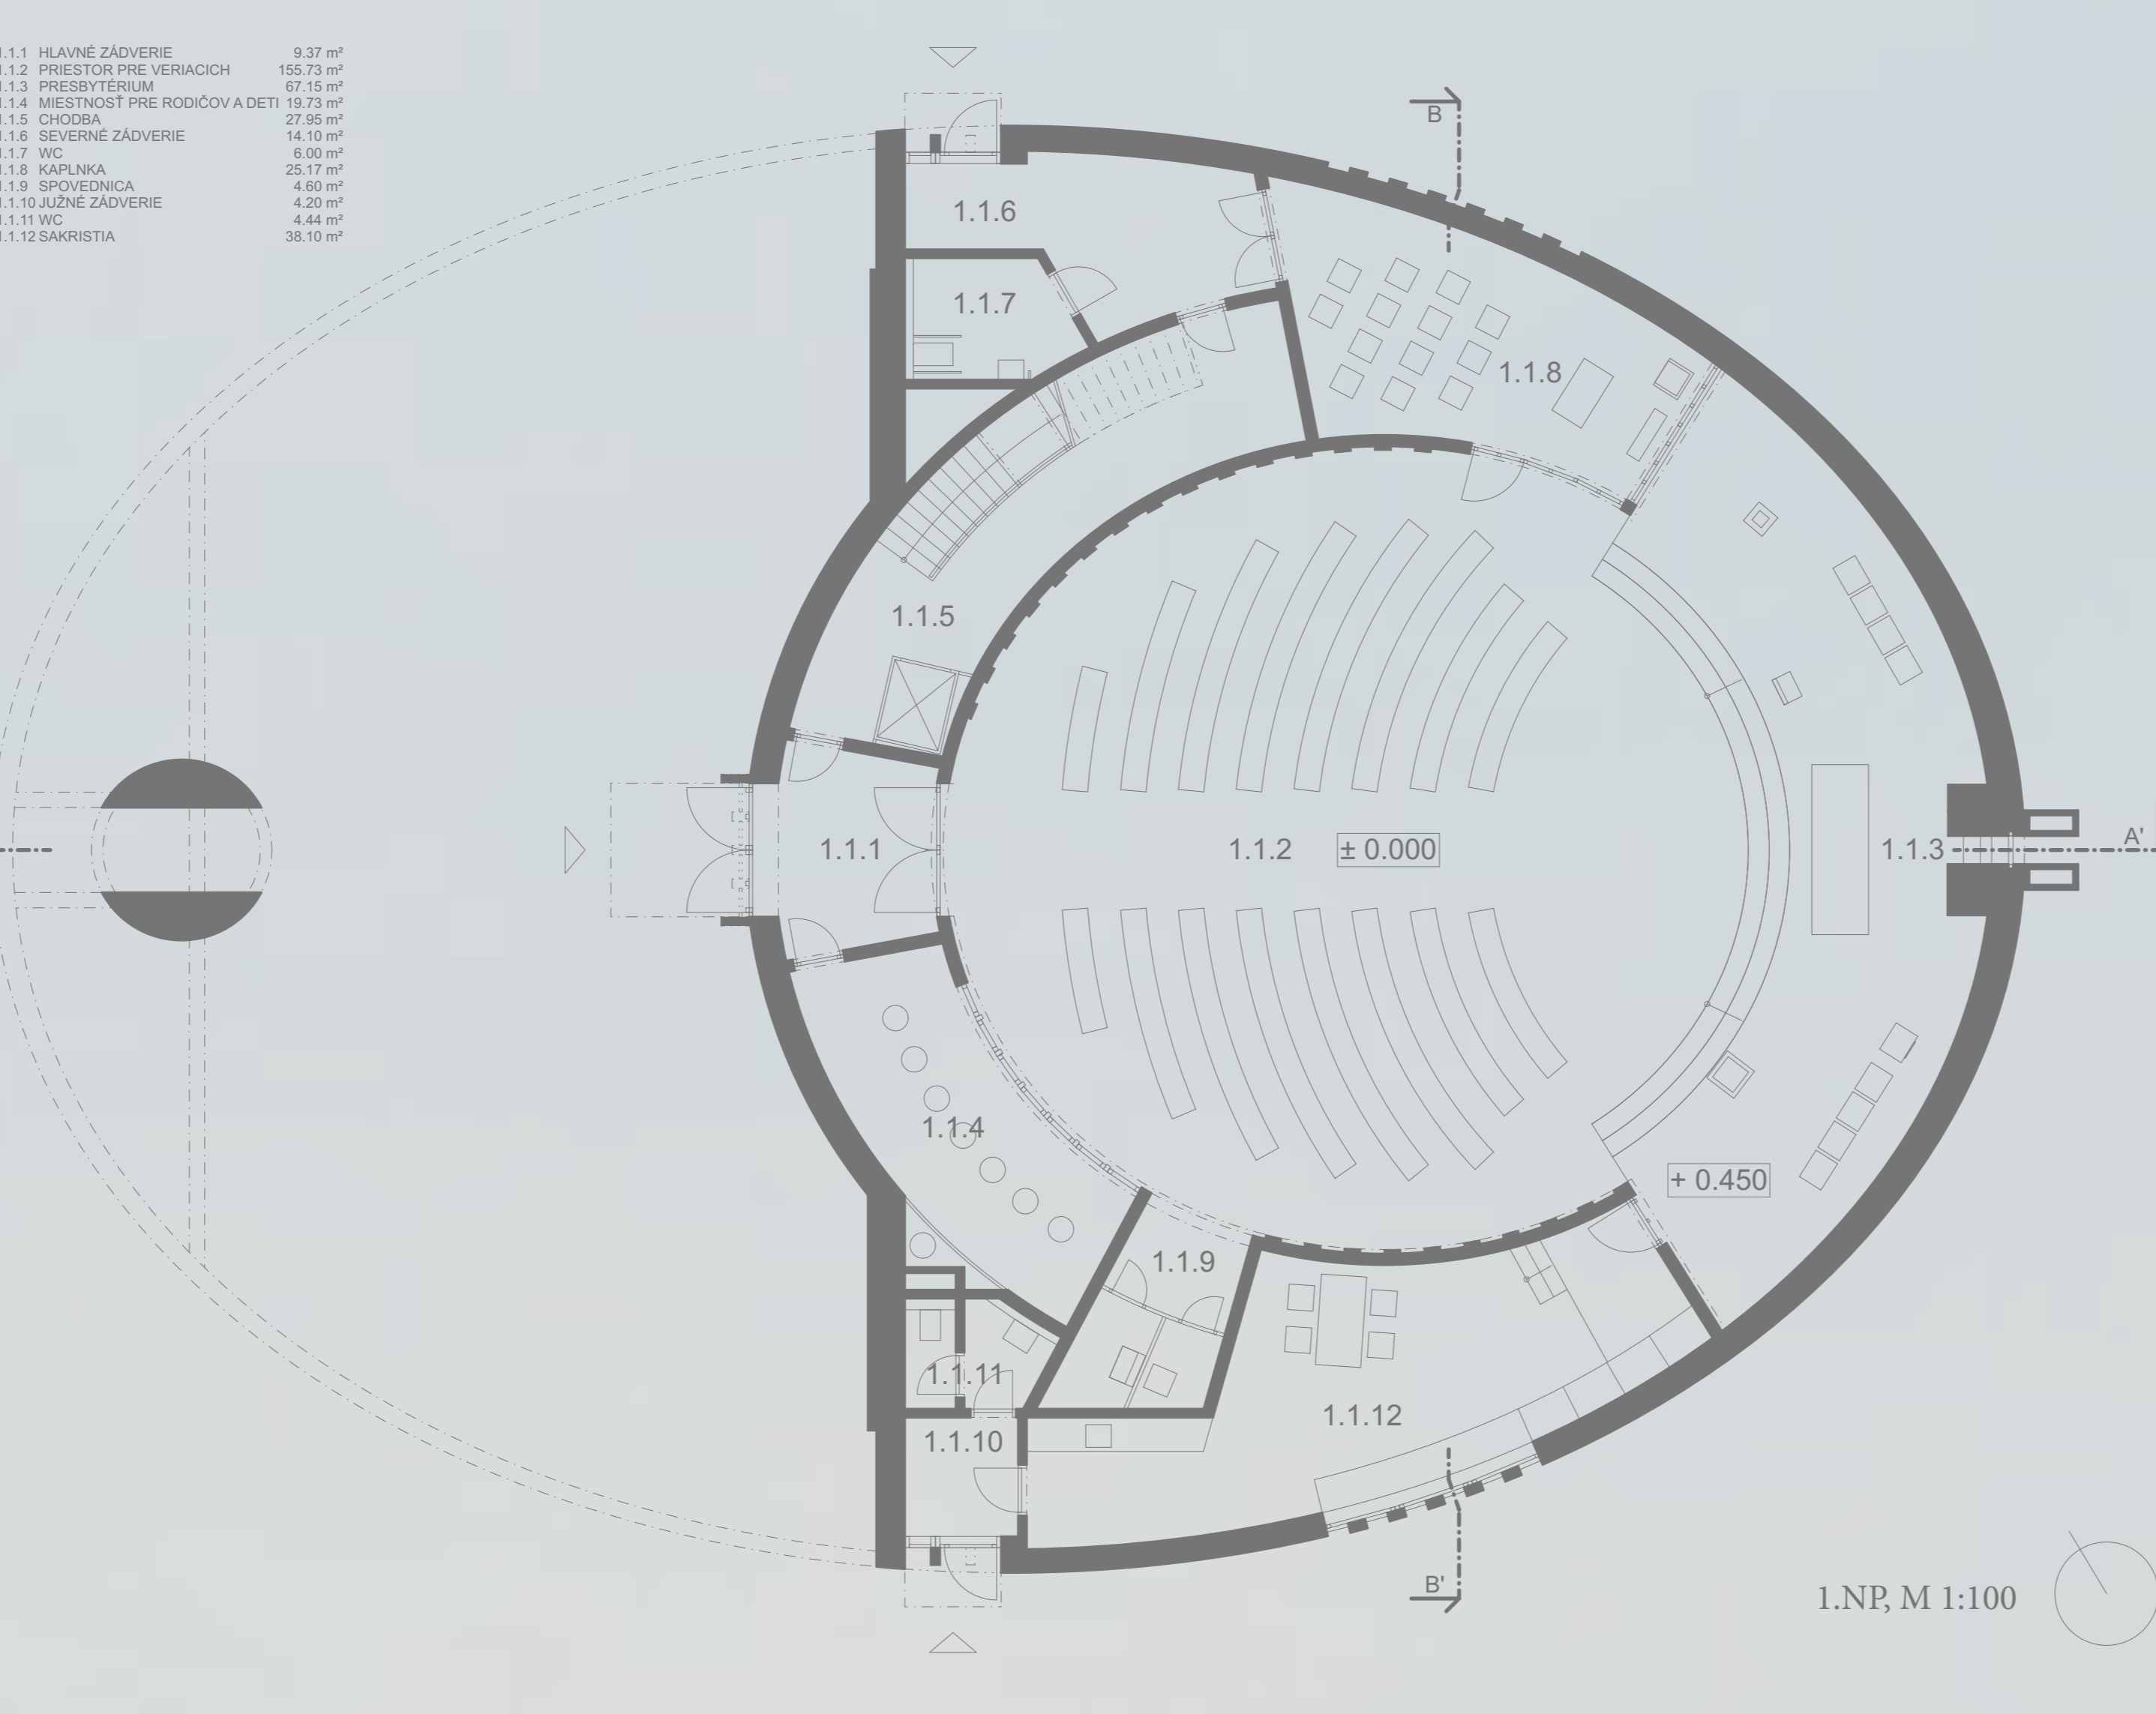 1.1.1 HLAVNÉ ZÁDVERIE 9.37 m²
1.1.2 PRIESTOR PRE VERIACICH 155.73 m²
1.1.3 PRESBYTÉRIUM 67.15 m²
1.1.4 MIESTNOSŤ PRE RODIČOV A DETI 19.73 m²
1.1.5 CHODBA 27.95 m²
1.1.6 SEVERNÉ ZÁDVERIE 14.10 m²
1.1.7 WC 6.00 m²
1.1.8 KAPLNKA 25.17 m²
1.1.9 SPOVEDNICA 4.60 m²
1.1.10 JUŽNÉ ZÁDVERIE 4.20 m²
1.1.11 WC 4.44 m²
1.1.12 SAKRISTIA 38.10 m²
B
1.1.6
1.1.7
1.1.8
1.1.5
1.1.1
1.1.2
± 0.000
1.1.3
A'
1.1.4
+ 0.450
1.1.9
1.1.11
1.1.12
1.1.10
B'
1.NP, M 1:100